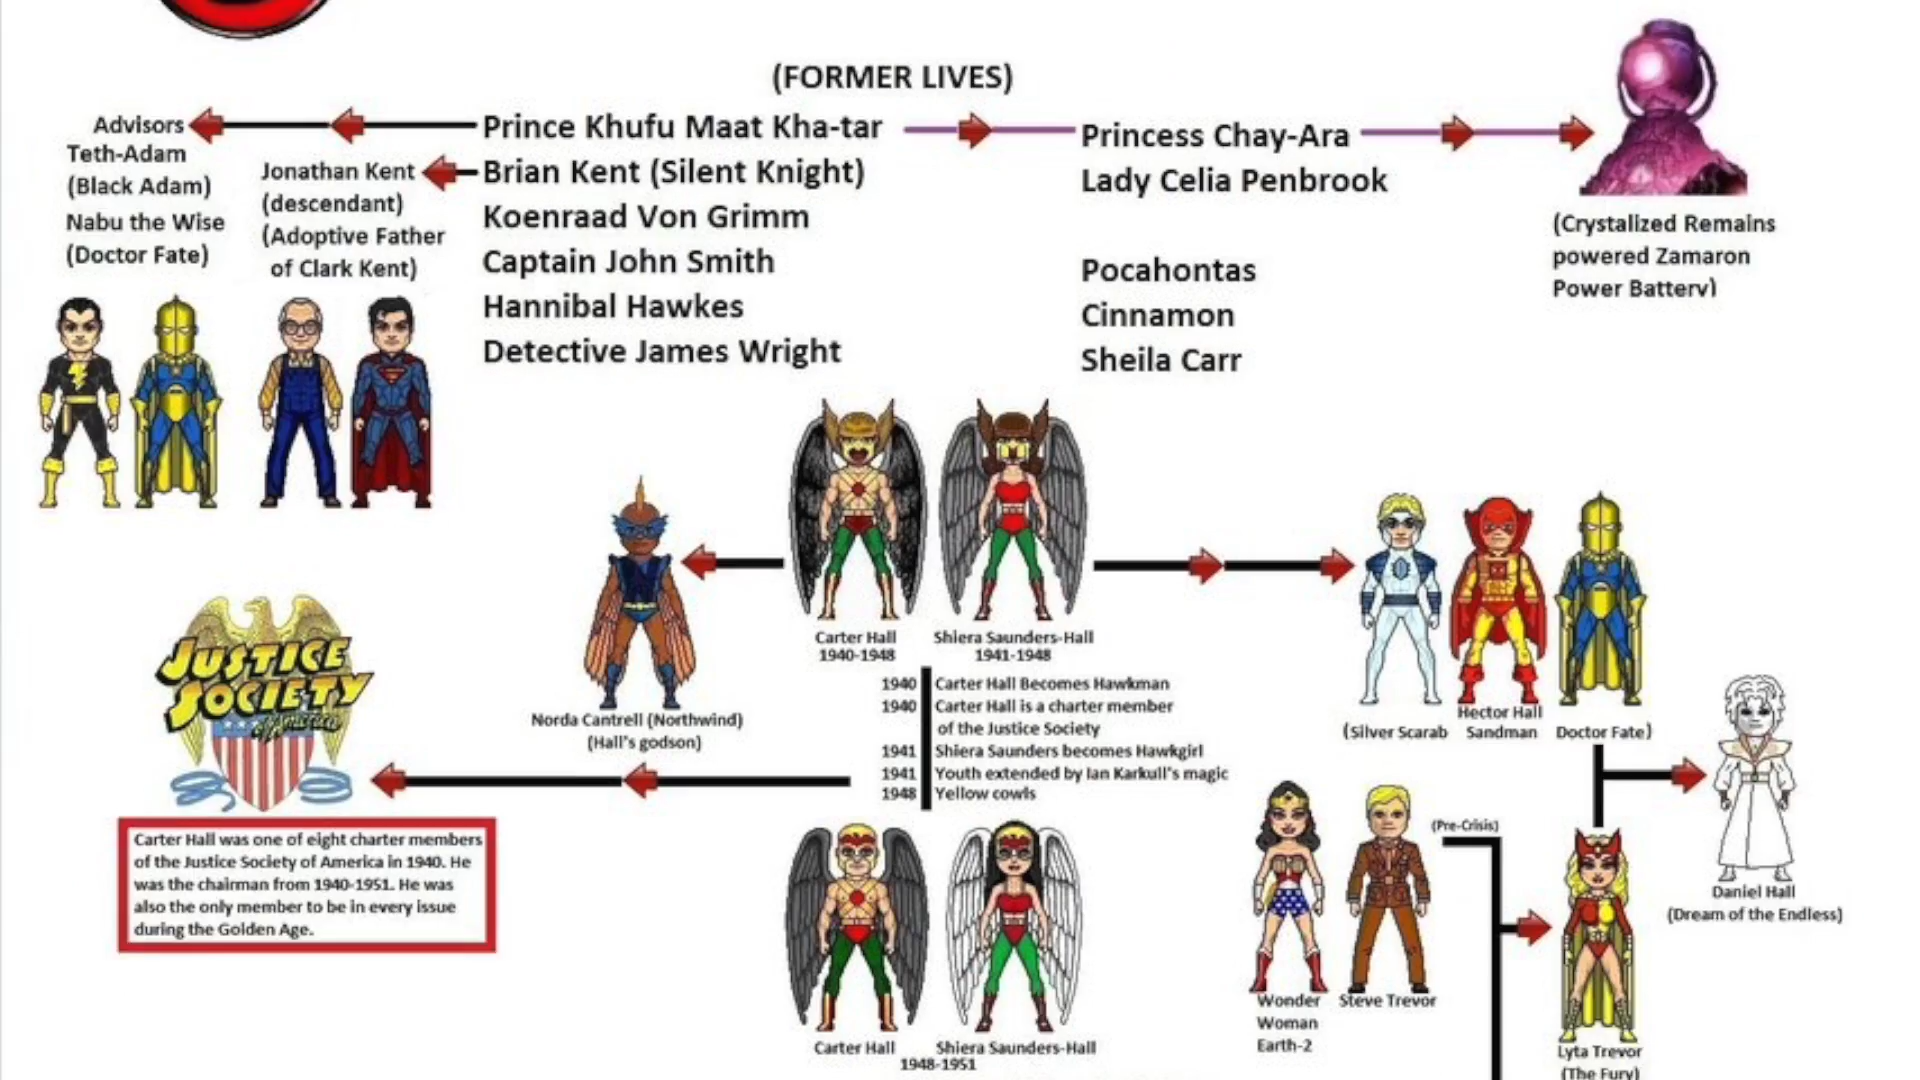 (FORMER LIVES)
Advisors
Teth-Adam
(Black Adam)
Nabu the Wise
(Doctor Fate)
Jonathan Kent
(descendant)
(Adoptive Father
of Clark Kent)
Prince Khufu Maat Kha-tar
Brian Kent (Silent Knight)
Koenraad Von Grimm
Captain John Smith
Hannibal Hawkes
Detective James Wright
Princess Chay-Ara
Lady Celia Penbrook
Pocahontas
Cinnamon
Sheila Carr
(Crystalized Remains
powered Zamaron
Power Battery)
Carter Hall
1940-1948
Shiera Saunders-Hall
1941-1948
Norda Cantrell (Northwind)
(Hall's godson)
1940 Carter Hall Becomes Hawkman
1940 Carter Hall is a charter member
of the Justice Society
1941 Shiera Saunders becomes Hawkgirl
1941 Youth extended by Ian Karkull's magic
1948 Yellow cowls
JUSTICE
SOCIETY
of America
Carter Hall was one of eight charter members
of the Justice Society of America in 1940. He
was the chairman from 1940-1951. He was
also the only member to be in every issue
during the Golden Age.
Hector Hall
(Silver Scarab Sandman Doctor Fate)
Daniel Hall
(Dream of the Endless)
(Pre-Crisis)
Wonder
Woman
Earth-2
Steve Trevor
Lyta Trevor
(The Fury)
Carter Hall Shiera Saunders-Hall
1948-1951